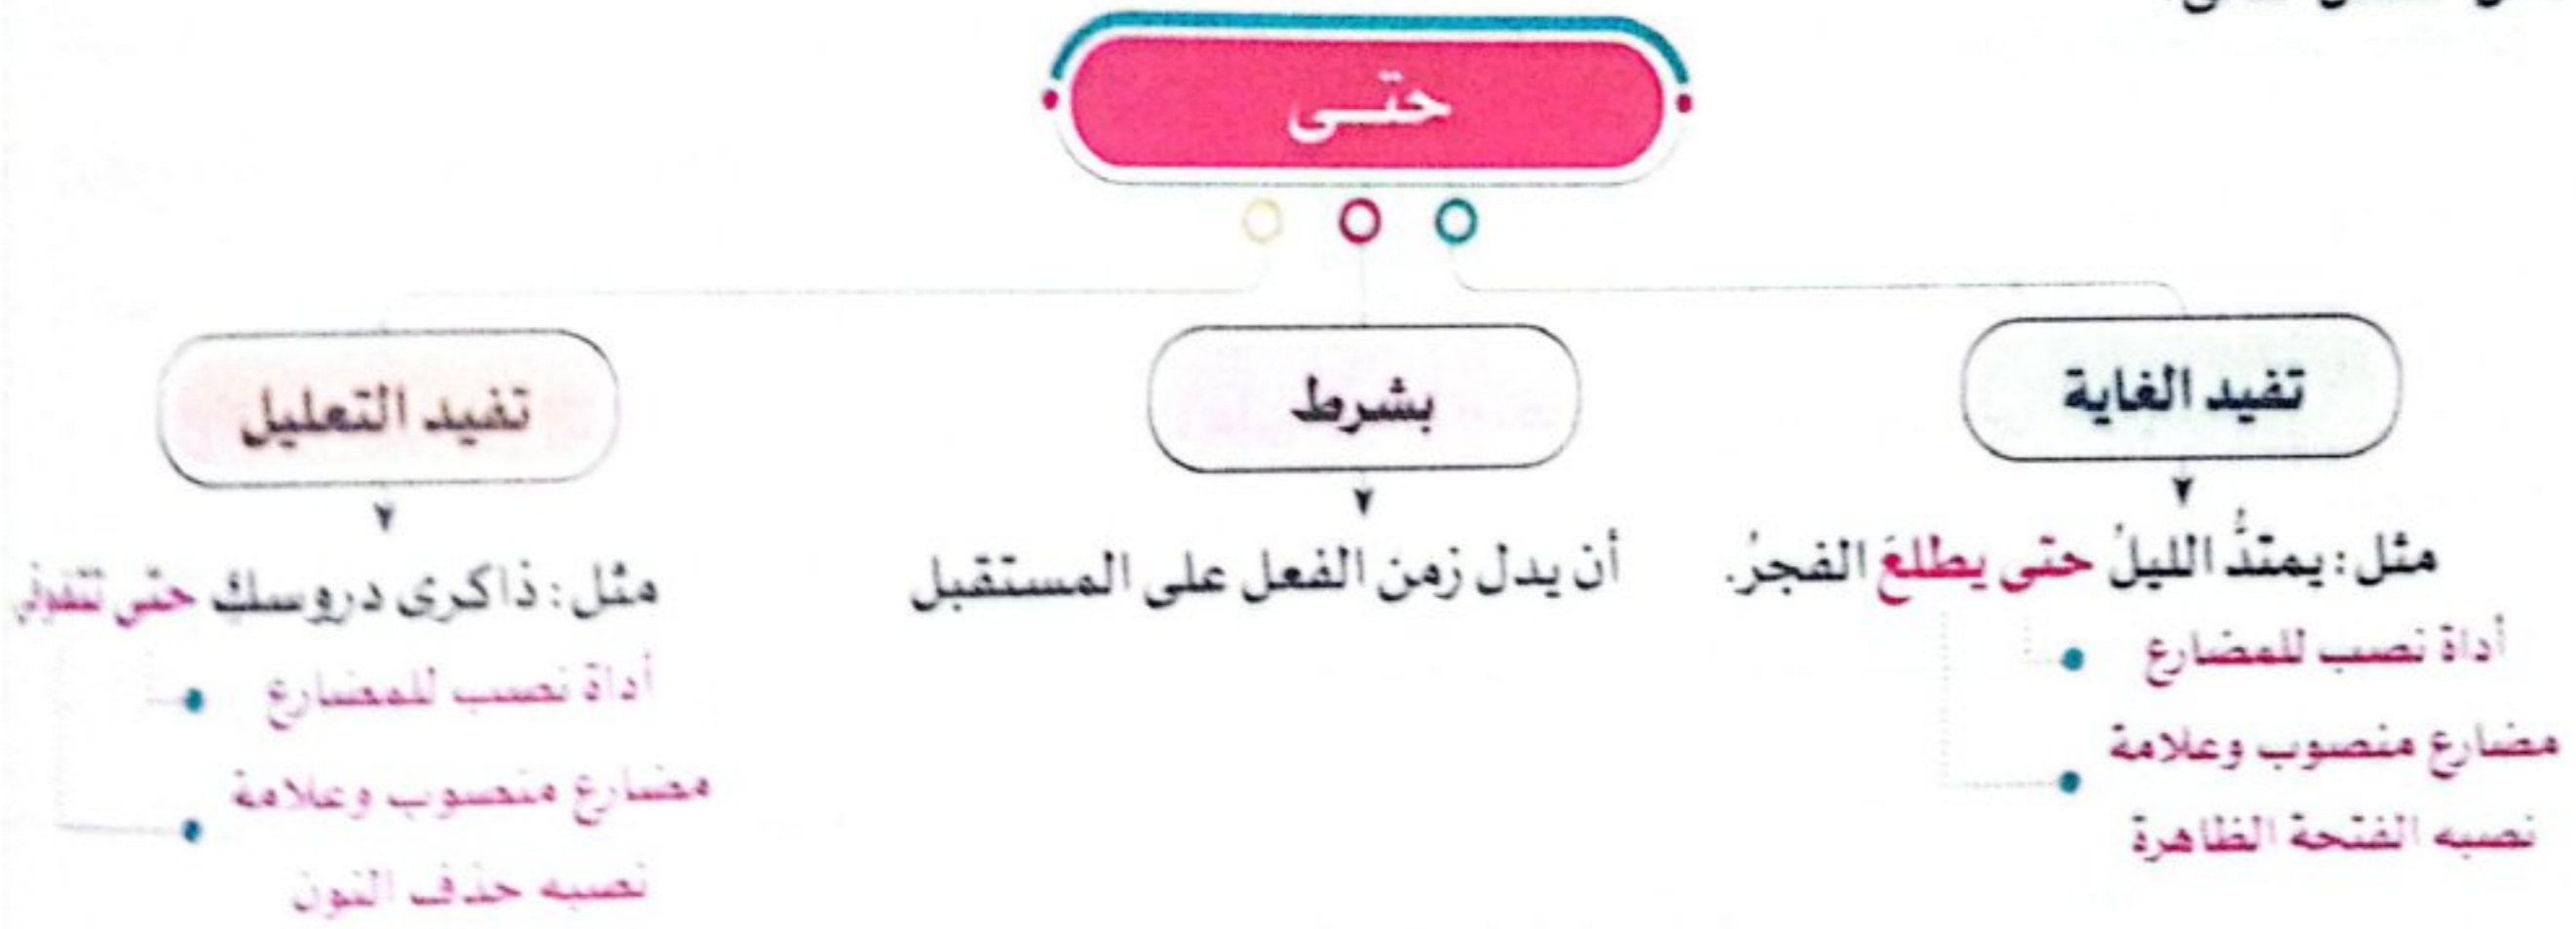 حتى
تفيد الغاية
مثل: يمتدُّ الليلُ حتى يطلعَ الفجرُ.
أداة نصب للمضارع
مضارع منصوب وعلامة
نصبه الفتحة الظاهرة
بشرط
أن يدل زمن الفعل على المستقبل
تفيد التعليل
مثل: ذاكرى دروسكِ حتى
أداة نصب للمضارع
مضارع منصوب وعلامة
نصبه حذف النون